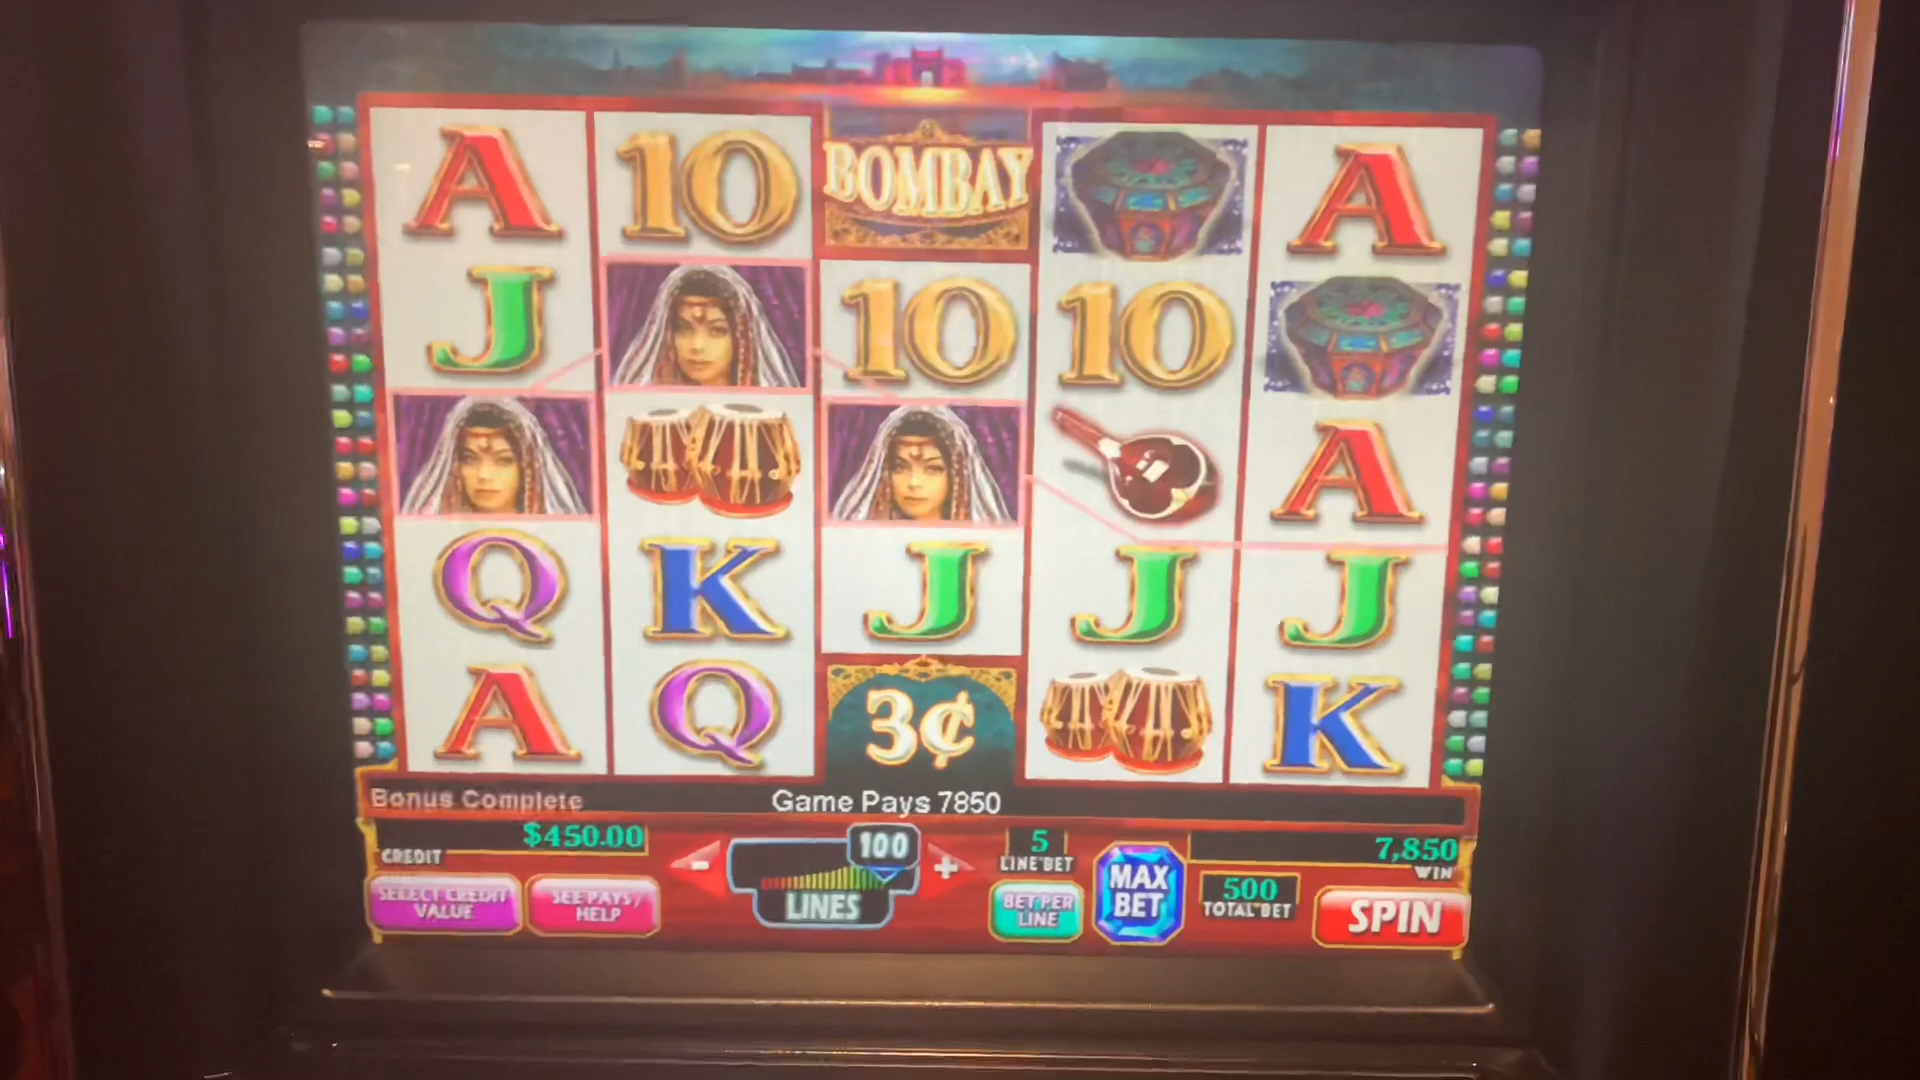 A 10 BOMBAY A
J 10 10
A
Q K J J J
A Q 3¢ K
Bonus Complete Game Pays 7850
$450.00 100 5 7,850
CREDIT LINE BET WIN
SELECT CREDIT VALUE
SEE PAYS / HELP
LINES
BET PER LINE
MAX BET
500
TOTAL BET
SPIN